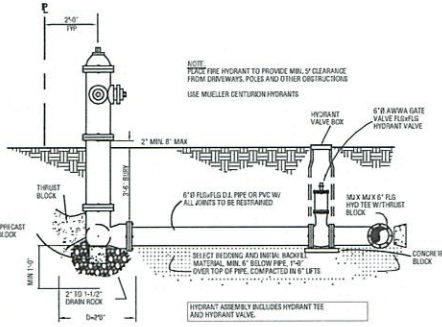 P
2'-6"
TYP
NOTE:
PLACE FIRE HYDRANT TO PROVIDE MIN. 5' CLEARANCE
FROM DRIVEWAYS, POLES AND OTHER OBSTRUCTIONS
USE MUELLER CENTURION HYDRANTS
HYDRANT
VALVE BOX
6"Ø AWWA GATE
VALVE FLGxFLG
HYDRANT VALVE
2" MIN. 8" MAX
3'-6" BURY
THRUST
BLOCK
6"Ø FLGxFLG D.I. PIPE OR PVC W/
ALL JOINTS TO BE RESTRAINED
MJ X MJ X 6" FLG
HYD TEE W/THRUST
BLOCK
PRECAST
BLOCK
MIN 1'-0"
SELECT BEDDING AND INITIAL BACKFILL
MATERIAL, MIN. 6" BELOW PIPE, 1'-6"
OVER TOP OF PIPE, COMPACTED IN 6" LIFTS
CONCRETE
BLOCK
2" TO 1-1/2"
DRAIN ROCK
HYDRANT ASSEMBLY INCLUDES HYDRANT TEE
AND HYDRANT VALVE.